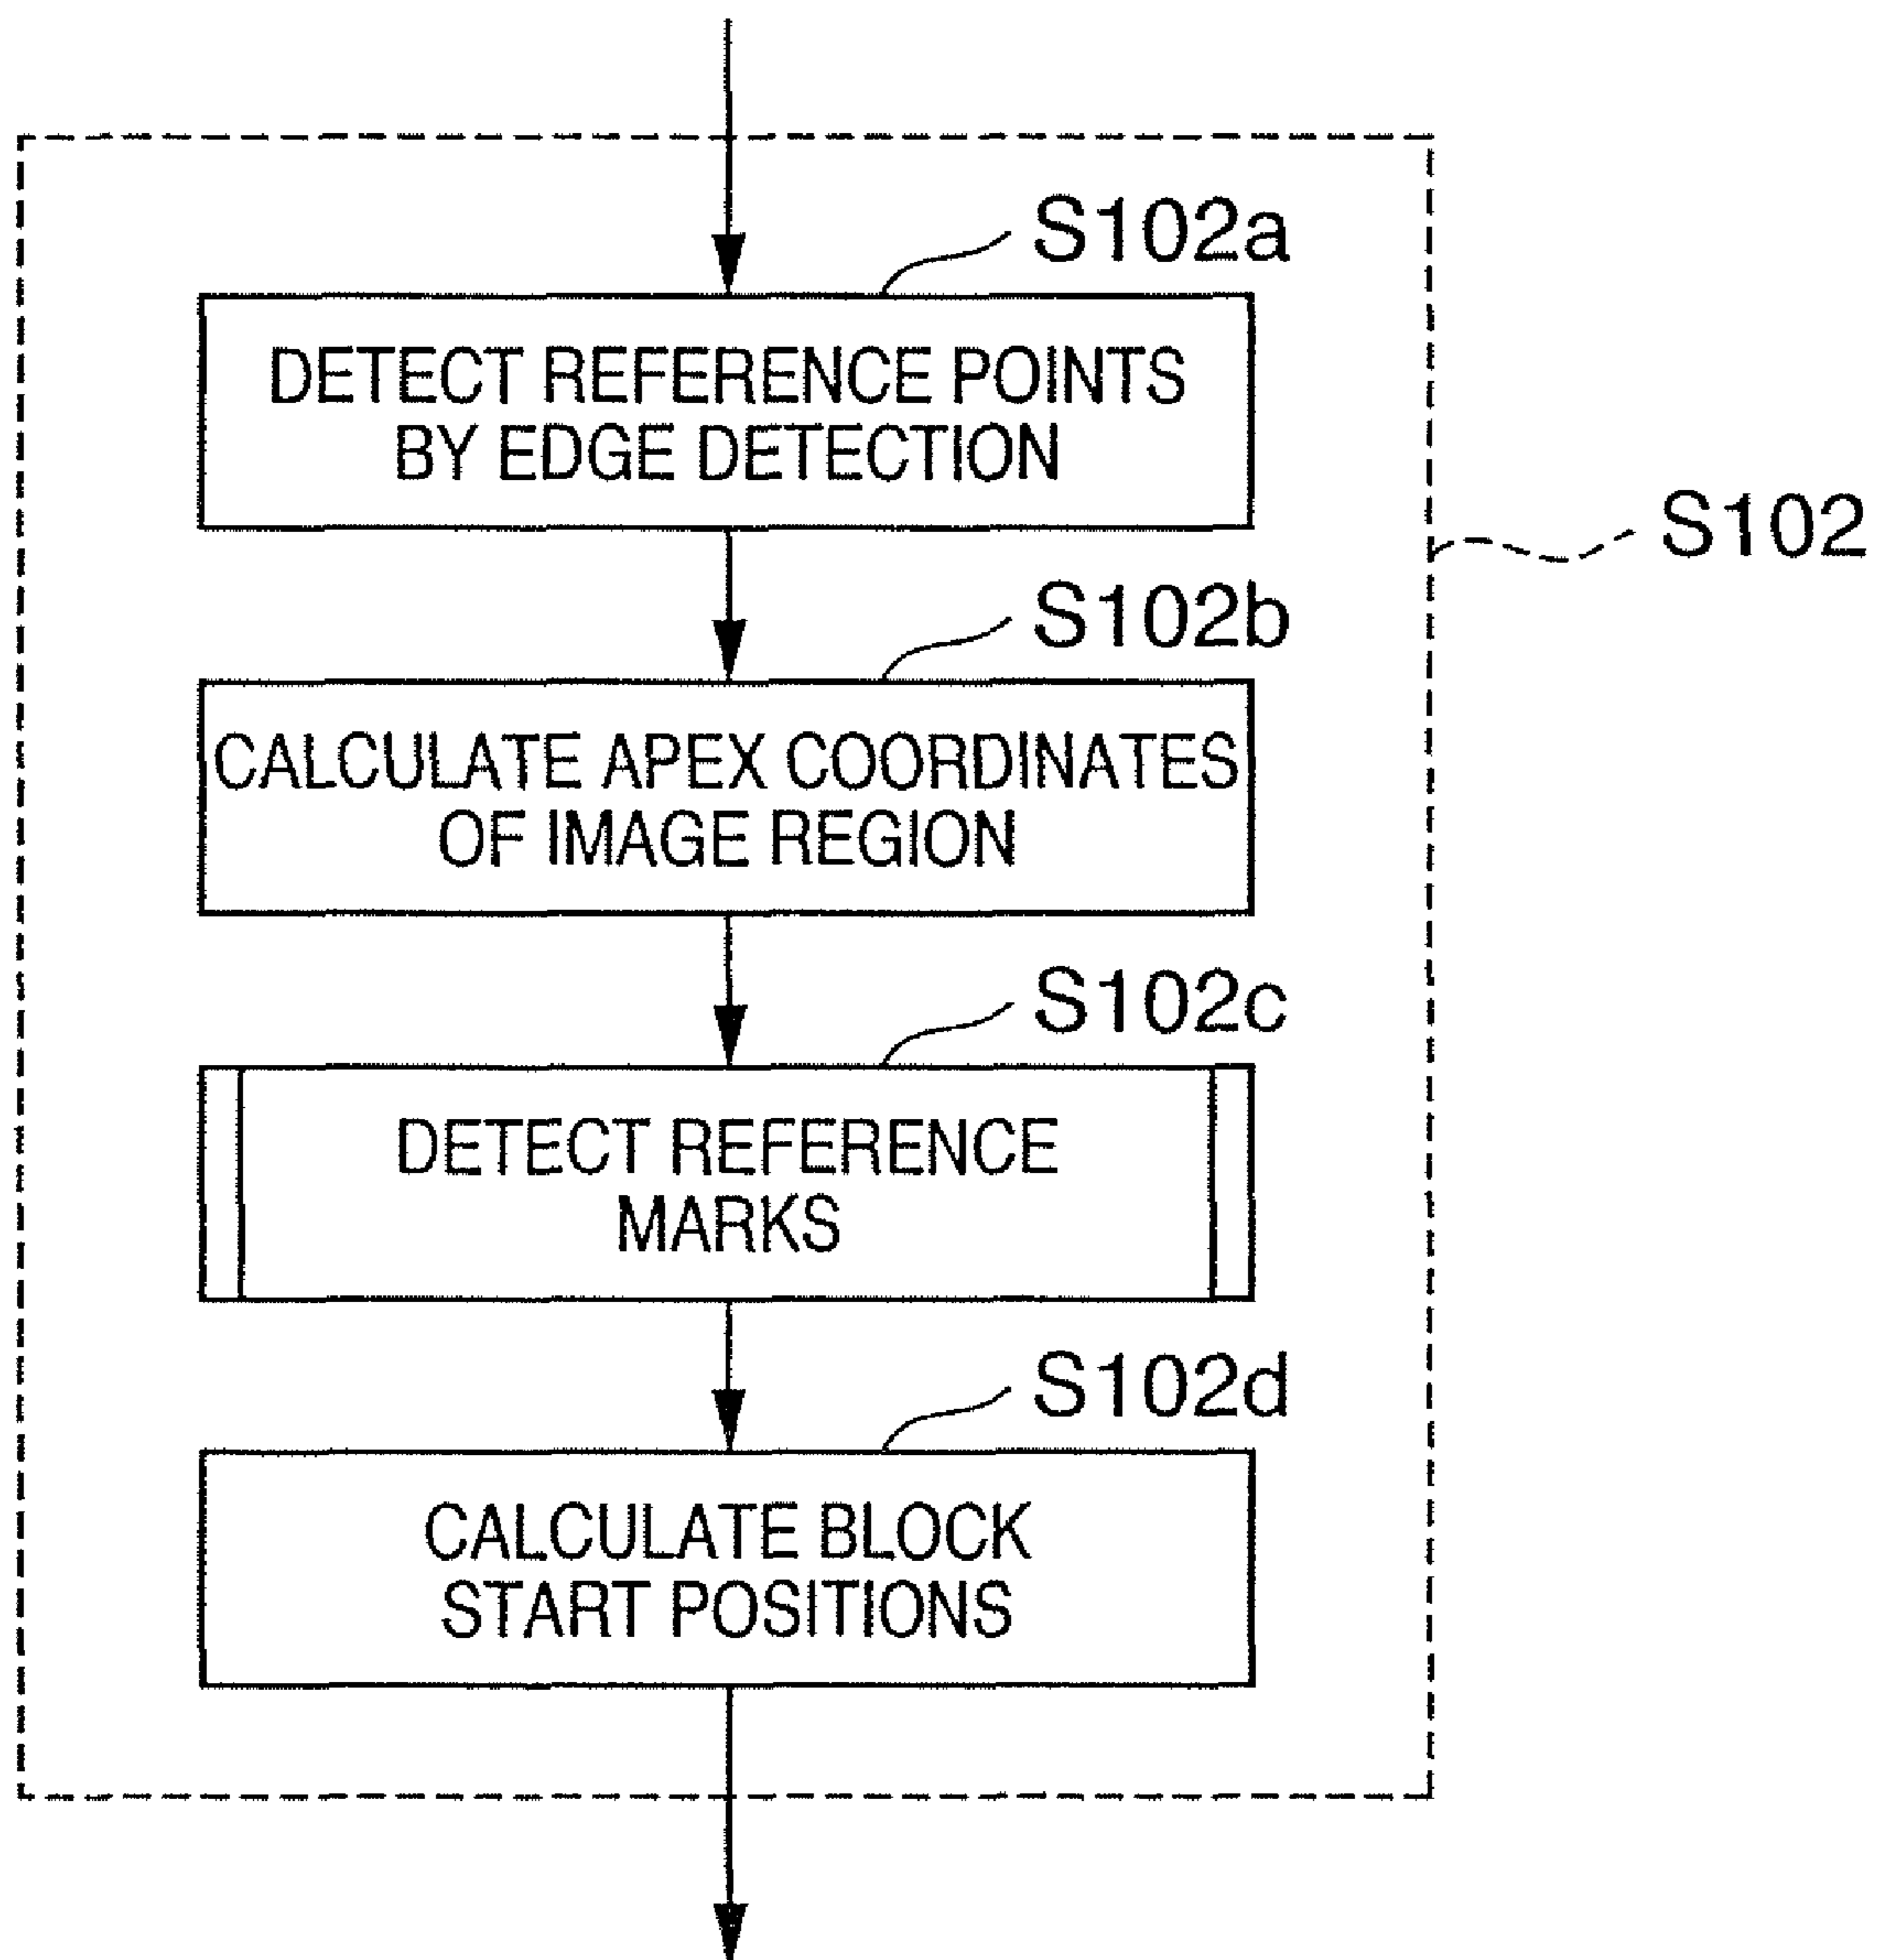 S102a
DETECT REFERENCE POINTS
BY EDGE DETECTION
S102
S102b
CALCULATE APEX COORDINATES
OF IMAGE REGION
S102c
DETECT REFERENCE
MARKS
S102d
CALCULATE BLOCK
START POSITIONS